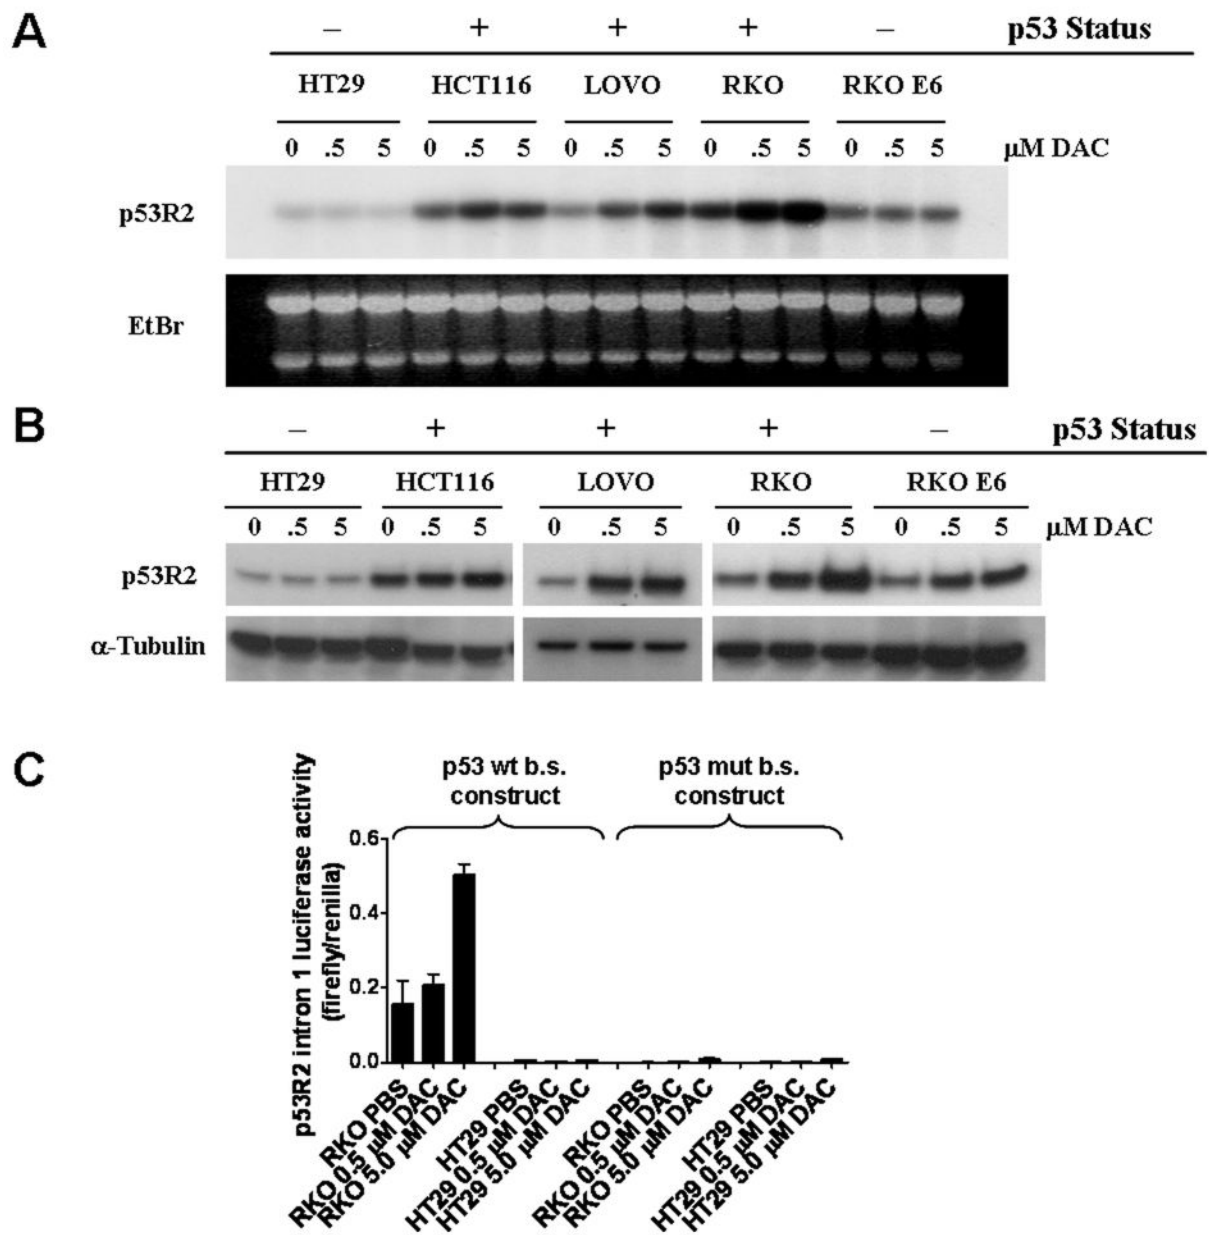 A
– + + + – p53 Status
HT29 HCT116 LOVO RKO RKO E6
0 .5 5 0 .5 5 0 .5 5 0 .5 5 0 .5 5 μM DAC
p53R2
EtBr
B
– + + + – p53 Status
HT29 HCT116 LOVO RKO RKO E6
0 .5 5 0 .5 5 0 .5 5 0 .5 5 0 .5 5 μM DAC
p53R2
α-Tubulin
C
p53R2 intron 1 luciferase activity
(firefly/renilla)
p53 wt b.s.
construct
p53 mut b.s.
construct
0.6
0.4
0.2
0.0
RKO PBS
RKO 0.5 μM DAC
RKO 5.0 μM DAC
HT29 PBS
HT29 0.5 μM DAC
HT29 5.0 μM DAC
RKO PBS
RKO 0.5 μM DAC
RKO 5.0 μM DAC
HT29 PBS
HT29 0.5 μM DAC
HT29 5.0 μM DAC